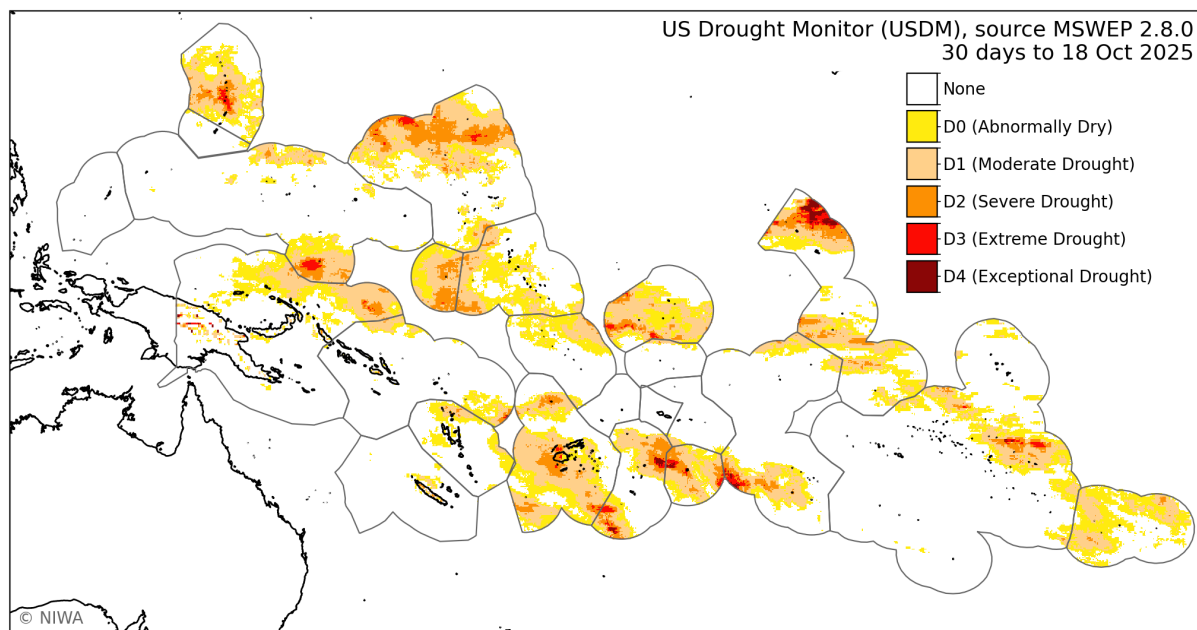 US Drought Monitor (USDM), source MSWEP 2.8.0
30 days to 18 Oct 2025
None
D0 (Abnormally Dry)
D1 (Moderate Drought)
D2 (Severe Drought)
D3 (Extreme Drought)
D4 (Exceptional Drought)
© NIWA